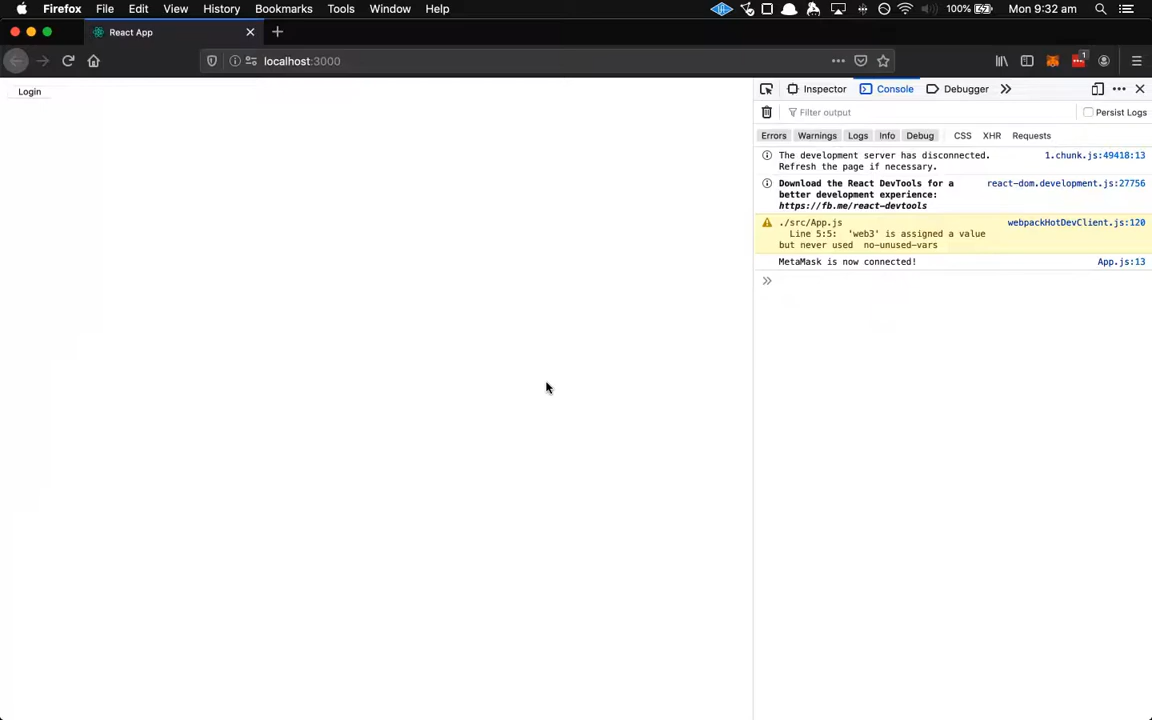 Firefox File Edit View History Bookmarks Tools Window Help 100% Mon 9:32 am
React App
localhost:3000 1
Login
Inspector Console Debugger
Filter output Persist Logs
Errors Warnings Logs Info Debug CSS XHR Requests
The development server has disconnected. 1.chunk.js:49418:13
Refresh the page if necessary.
Download the React DevTools for a react-dom.development.js:27756
better development experience:
https://fb.me/react-devtools
./src/App.js webpackHotDevClient.js:120
Line 5:5: 'web3' is assigned a value
but never used no-unused-vars
MetaMask is now connected! App.js:13